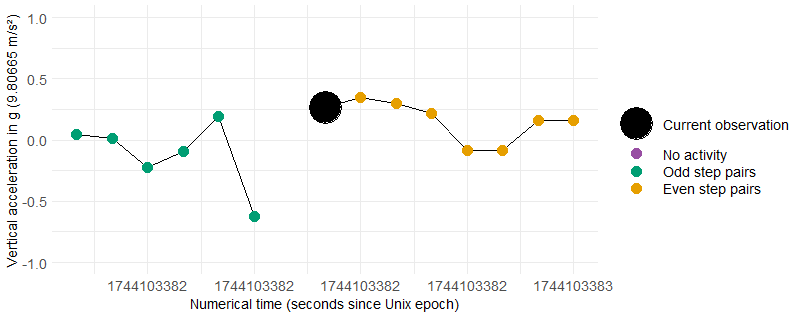 Vertical acceleration in g (9.80665 m/s²)
1.0
0.5
0.0
-0.5
-1.0
1744103382 1744103382 1744103382 1744103382 1744103383
Numerical time (seconds since Unix epoch)
Current observation
No activity
Odd step pairs
Even step pairs